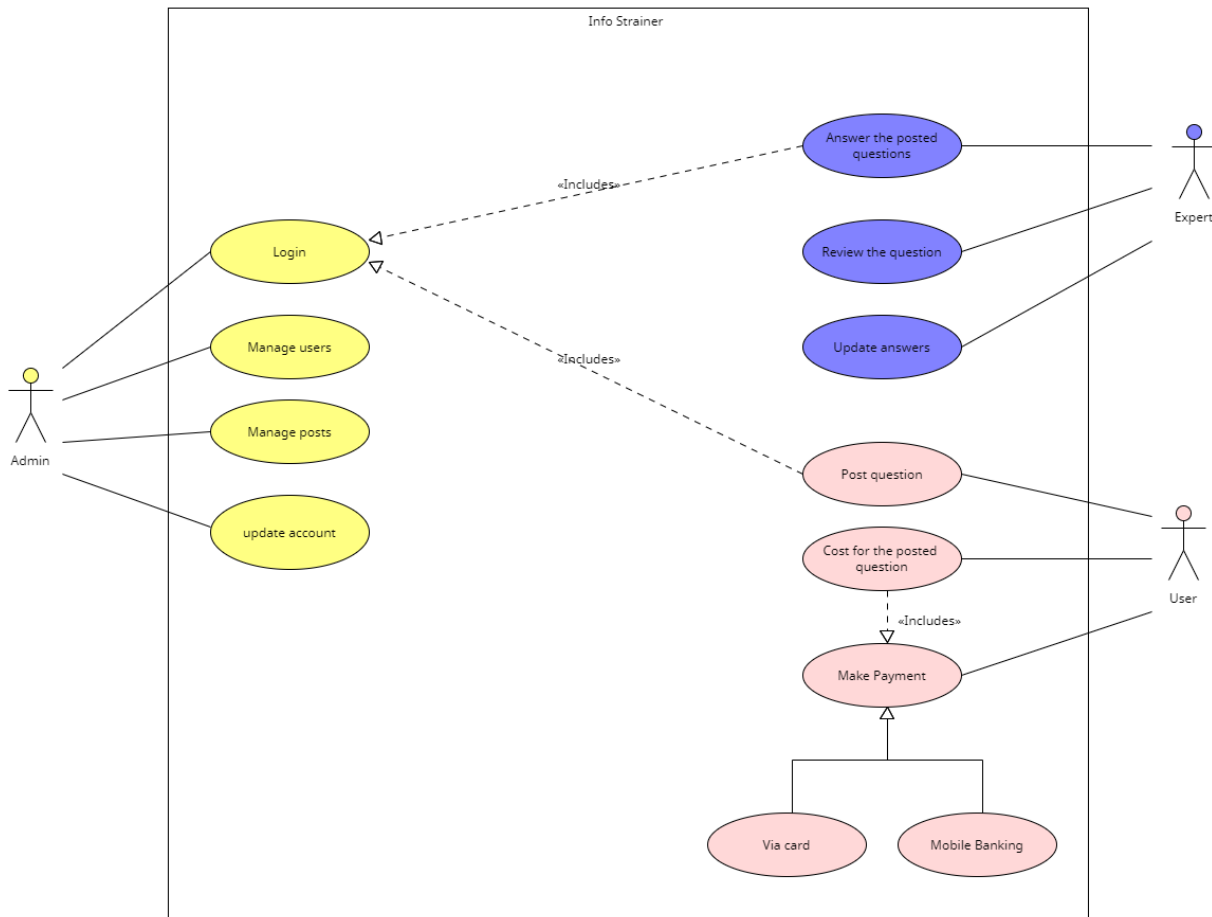 Info Strainer
Answer the posted
questions
«Includes»
Expert
Login
Review the question
Manage users
Update answers
«Includes»
Manage posts
Admin
Post question
update account
Cost for the posted
question
User
«Includes»
Make Payment
Via card
Mobile Banking